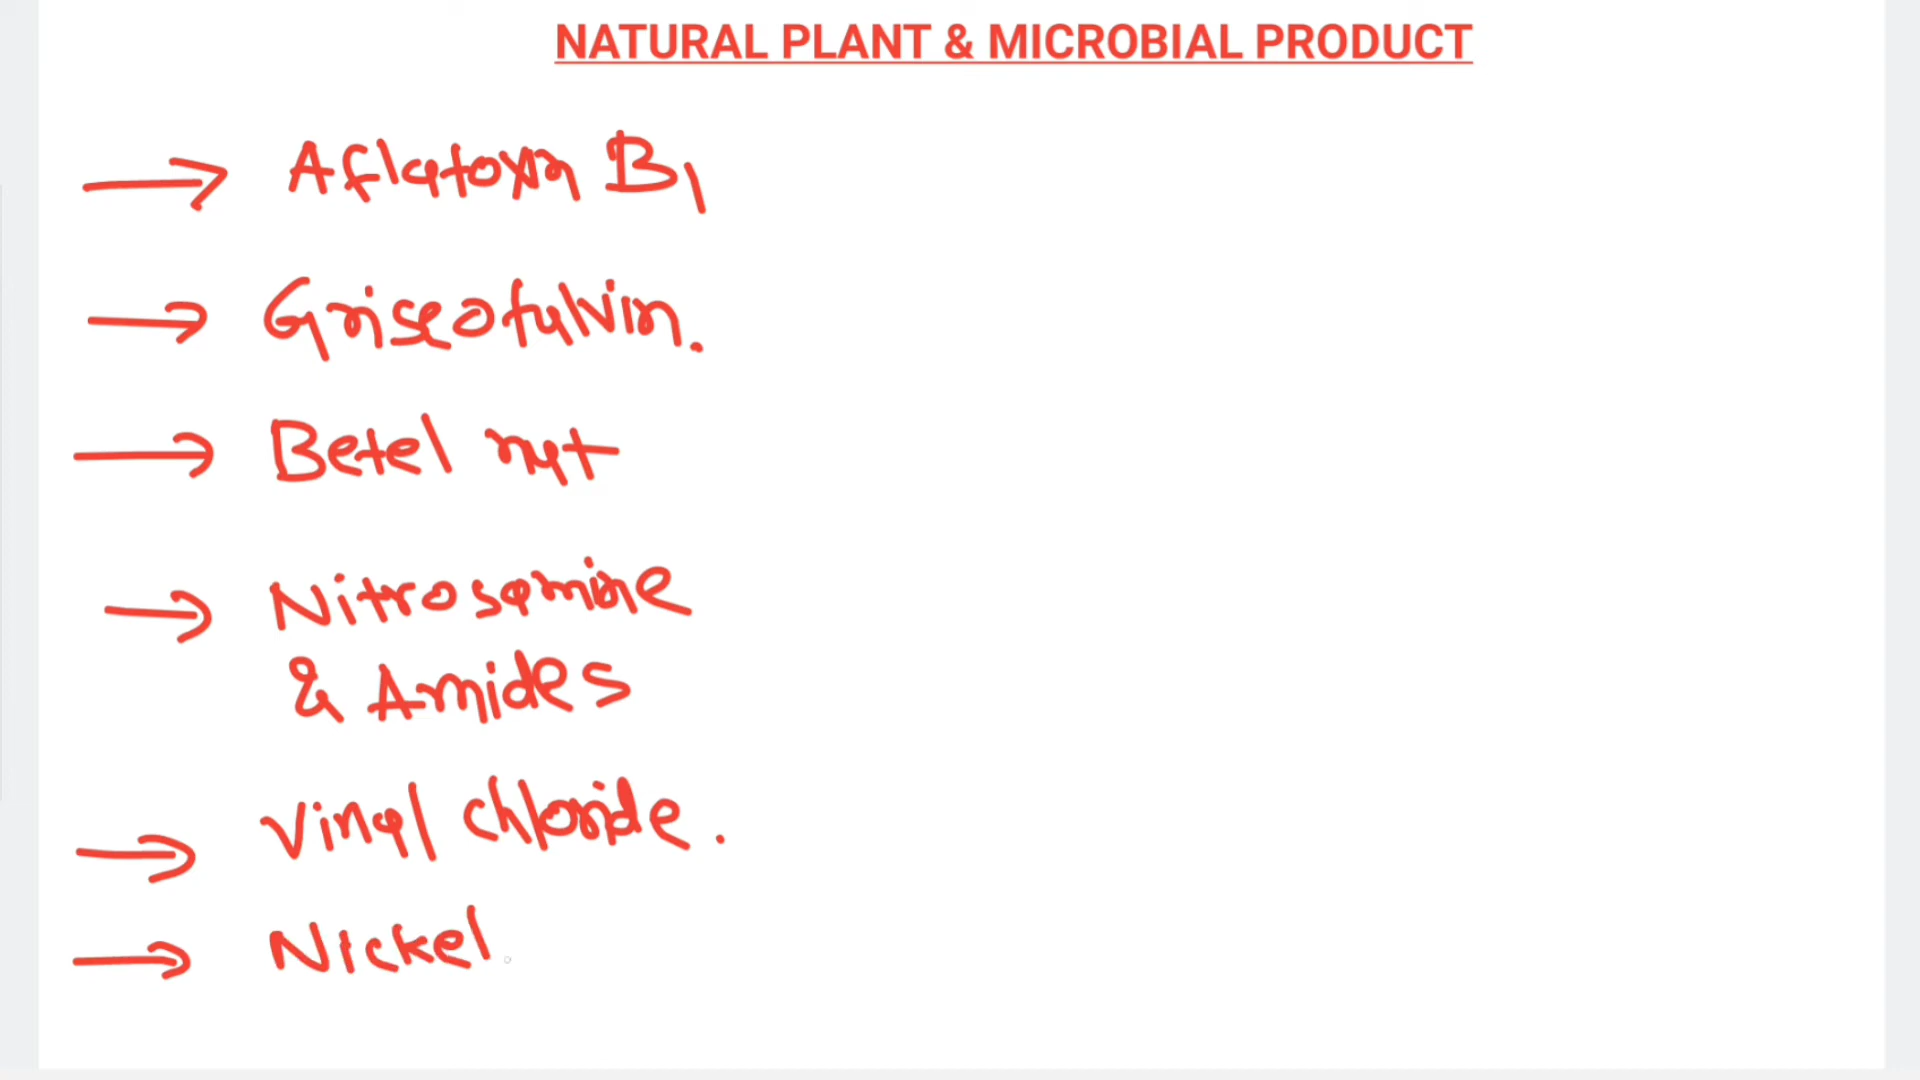 NATURAL PLANT & MICROBIAL PRODUCT
→ Aflatoxin B1
→ Griseofulvin.
→ Betel nut
→ Nitrosamine
& Amides
→ Vinyl chloride.
→ Nickel